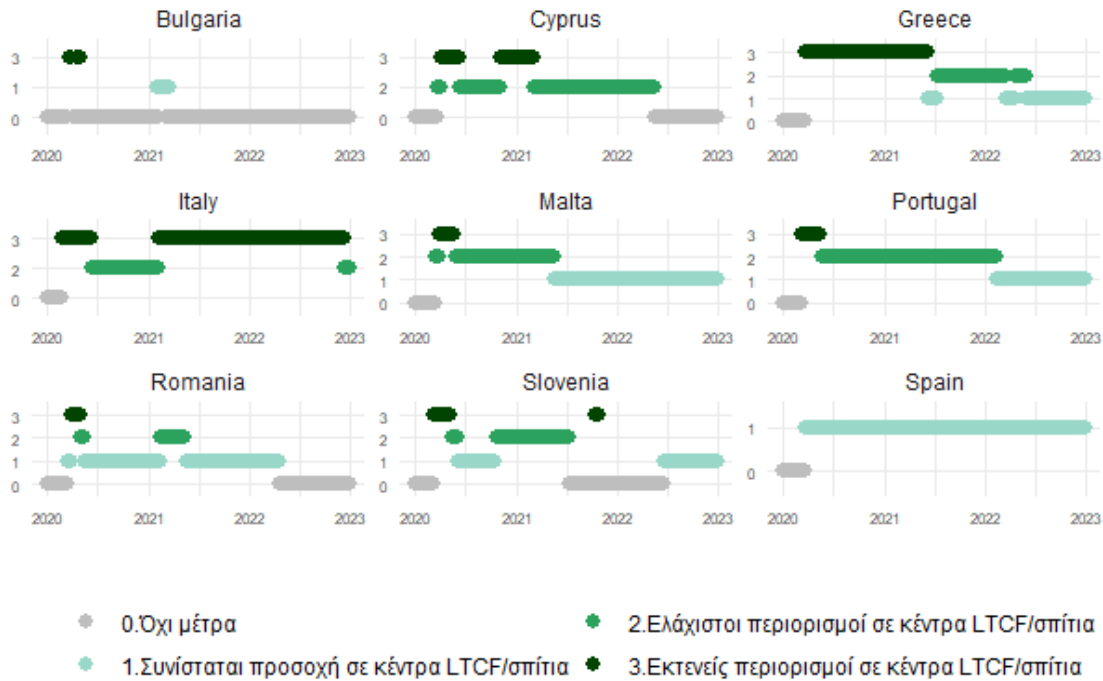 Bulgaria Cyprus Greece
3 1 0 3 2 0 3 2 1 0
2020 2021 2022 2023 2020 2021 2022 2023 2020 2021 2022 2023
Italy Malta Portugal
3 2 0 3 2 1 0 3 2 1 0
2020 2021 2022 2023 2020 2021 2022 2023 2020 2021 2022 2023
Romania Slovenia Spain
3 2 1 0 3 2 1 0 1 0
2020 2021 2022 2023 2020 2021 2022 2023 2020 2021 2022 2023
0.Όχι μέτρα 2.Ελάχιστοι περιορισμοί σε κέντρα LTCF/σπίτια
1.Συνίσταται προσοχή σε κέντρα LTCF/σπίτια 3.Εκτενείς περιορισμοί σε κέντρα LTCF/σπίτια